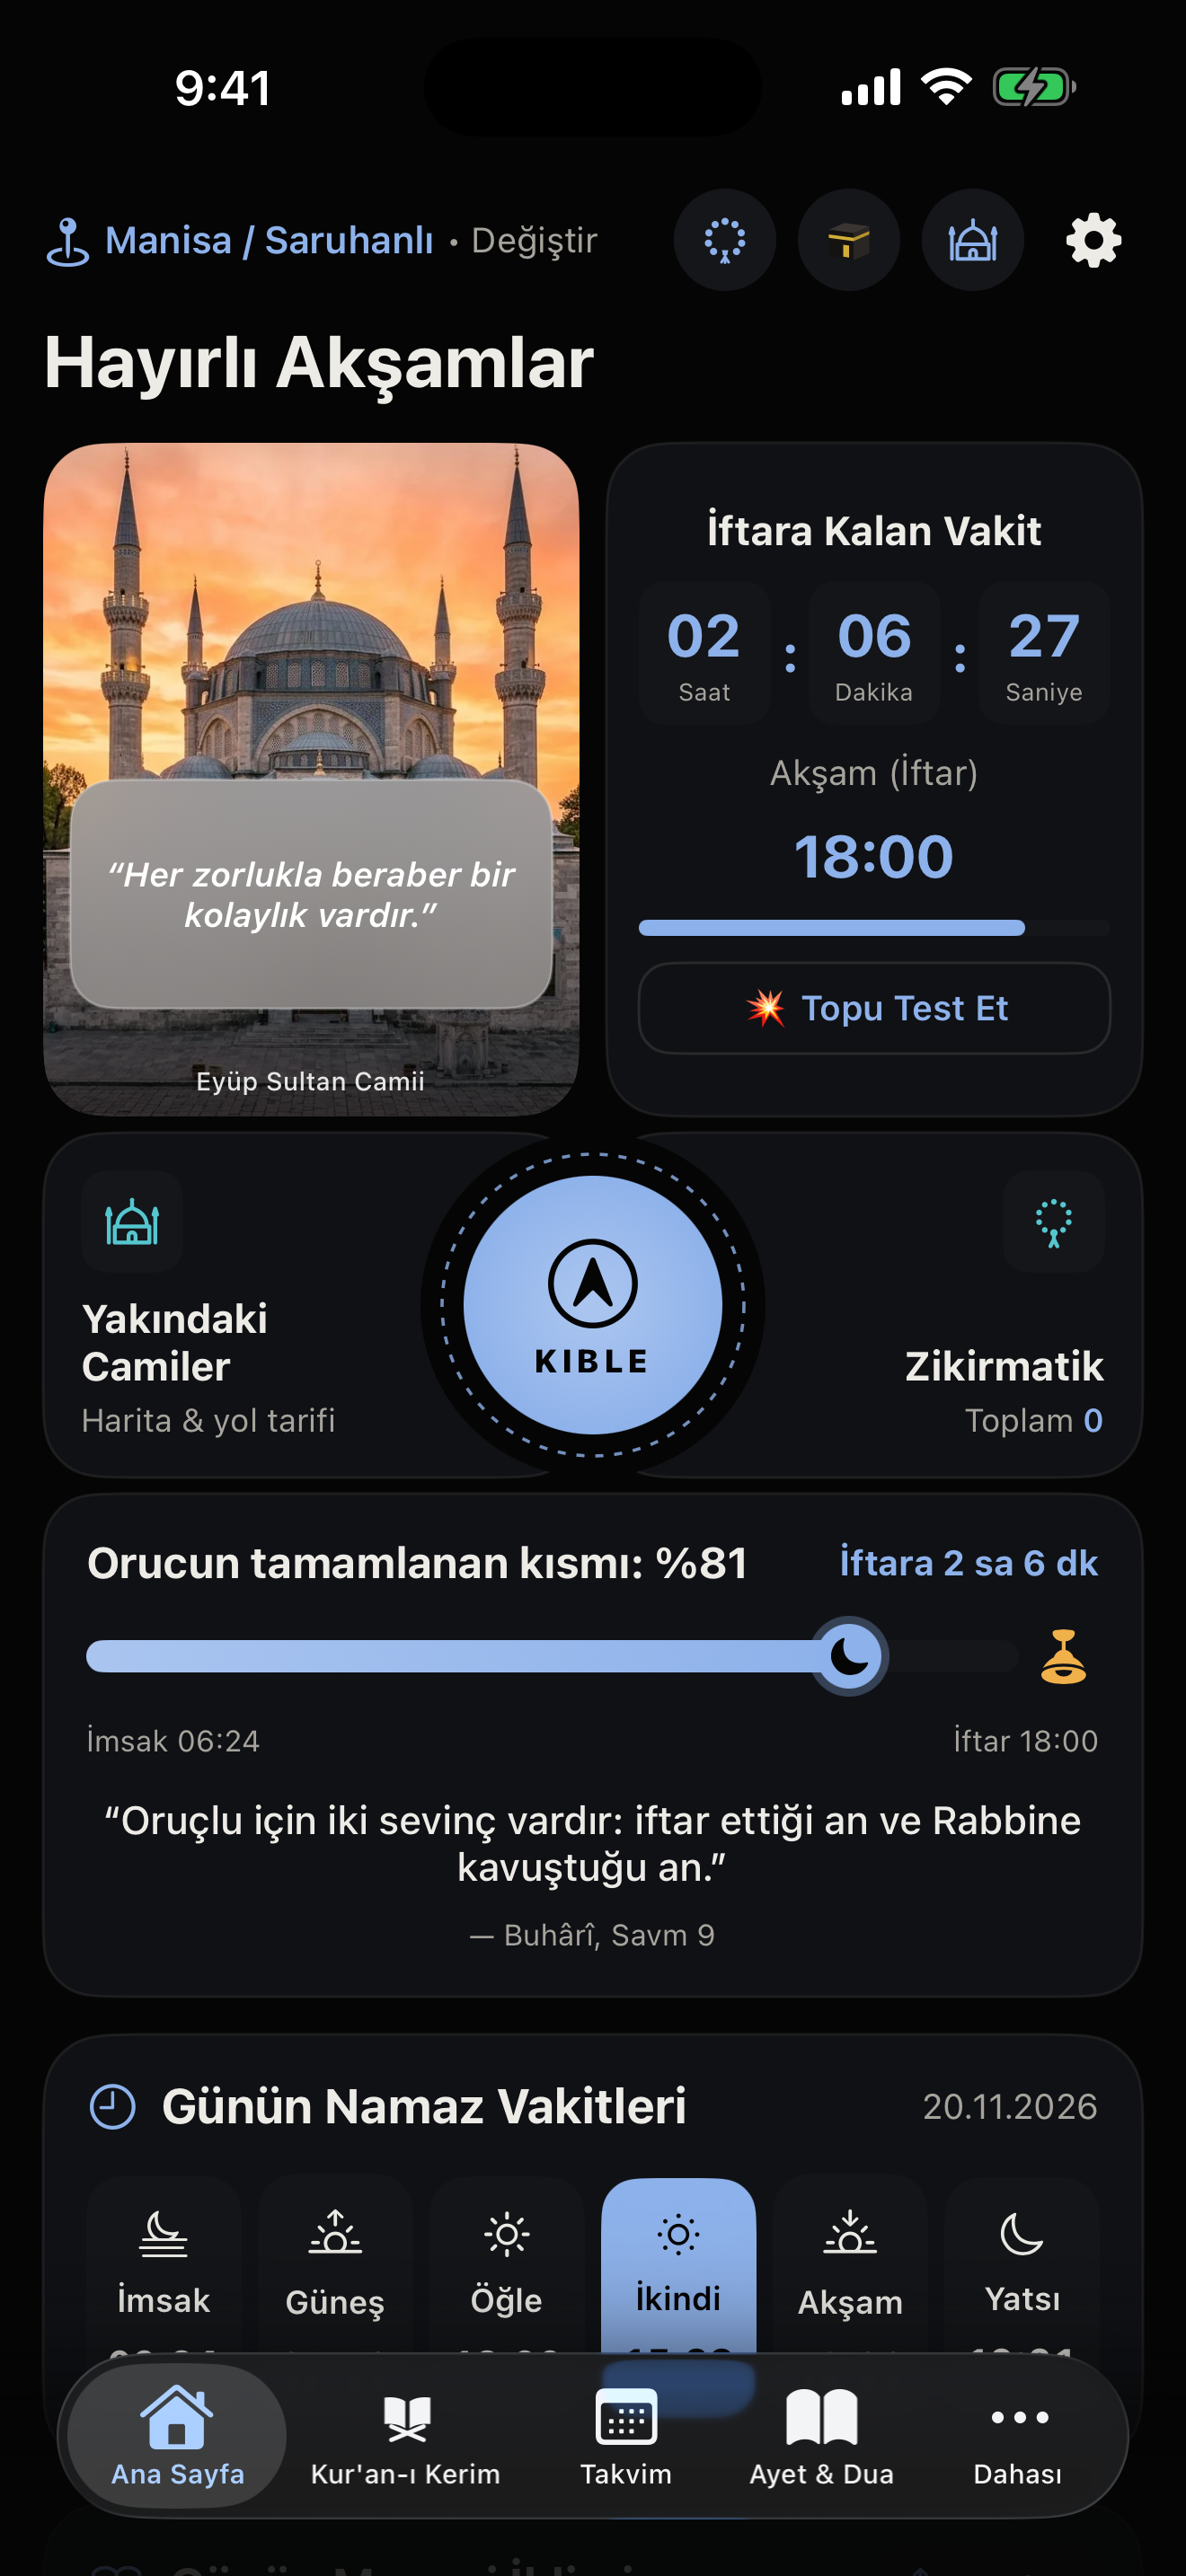 9:41
Manisa / Saruhanlı • Değiştir
Hayırlı Akşamlar
“Her zorlukla beraber bir
kolaylık vardır.”
Eyüp Sultan Camii
İftara Kalan Vakit
02 : 06 : 27
Saat Dakika Saniye
Akşam (İftar)
18:00
💥 Topu Test Et
Yakındaki
Camiler
Harita & yol tarifi
KIBLE
Zikirmatik
Toplam 0
Orucun tamamlanan kısmı: %81
İftara 2 sa 6 dk
İmsak 06:24
İftar 18:00
“Oruçlu için iki sevinç vardır: iftar ettiği an ve Rabbine
kavuştuğu an.”
— Buhârî, Savm 9
Günün Namaz Vakitleri
20.11.2026
İmsak Güneş Öğle İkindi Akşam Yatsı
Ana Sayfa Kur'an-ı Kerim Takvim Ayet & Dua Dahası